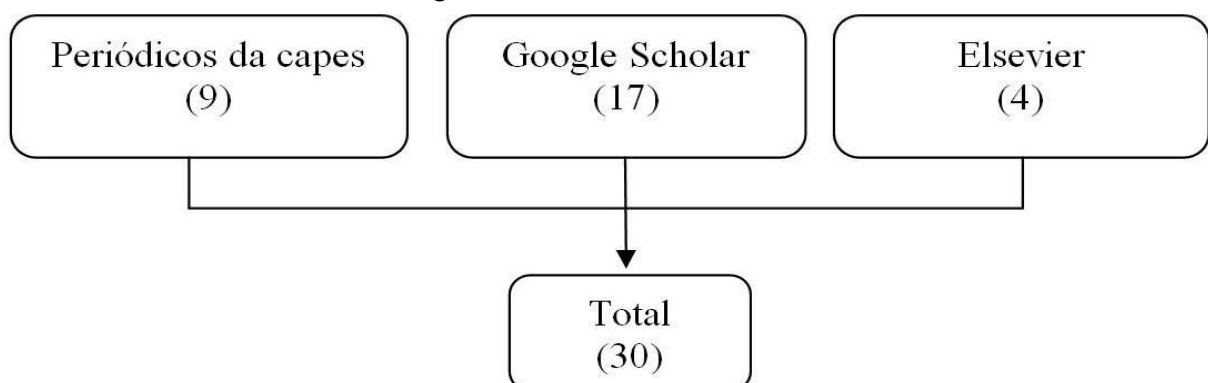 Periódicos da capes
(9)
Google Scholar
(17)
Elsevier
(4)
Total
(30)